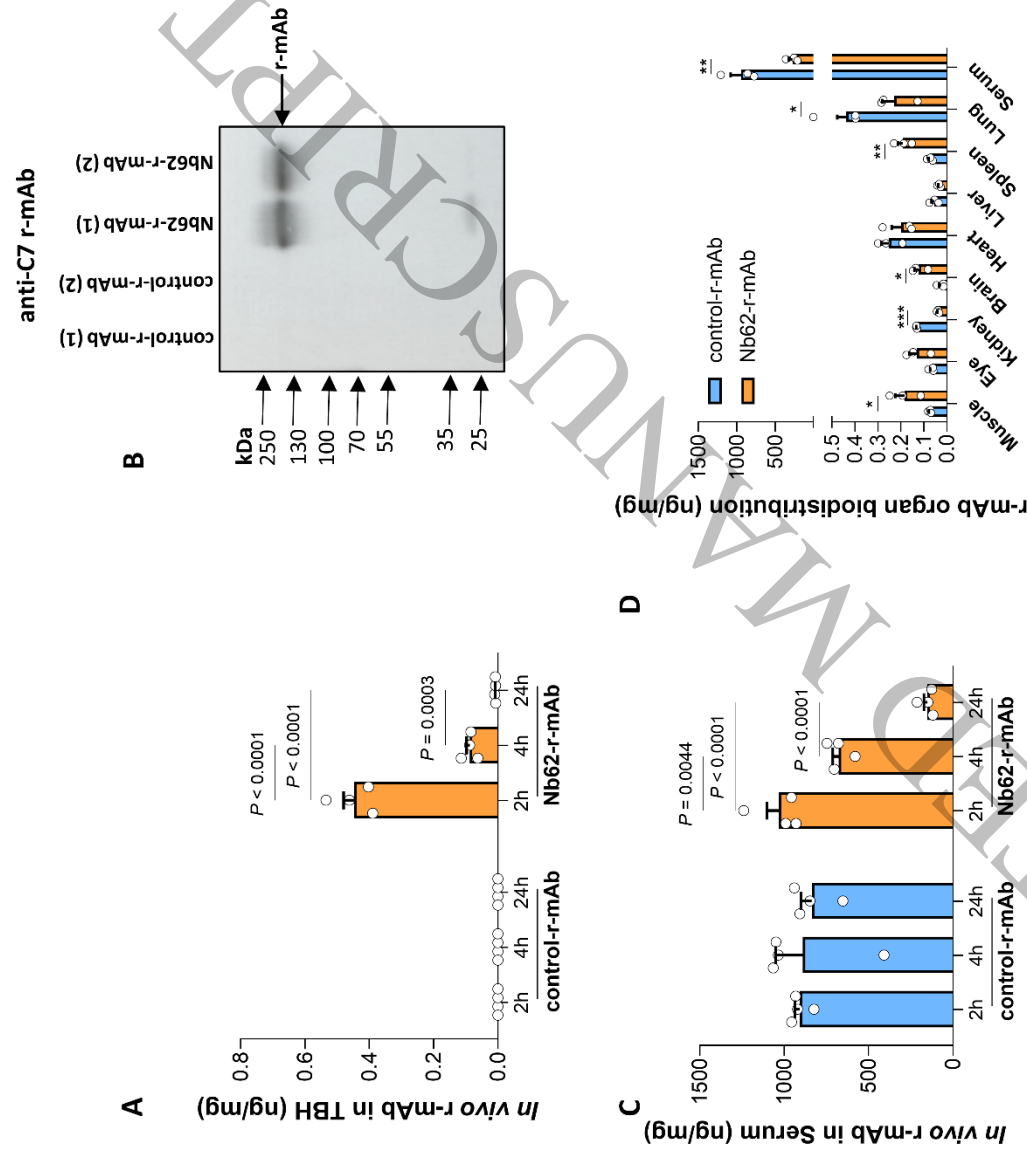 A
In vivo r-mAb in TBH (ng/mg)
0.8
0.6
0.4
0.2
0.0
P < 0.0001
P < 0.0001
P = 0.0003
2h 4h 24h 2h 4h 24h
control-r-mAb Nb62-r-mAb
B
anti-C7 r-mAb
control-r-mAb (1)
control-r-mAb (2)
Nb62-r-mAb (1)
Nb62-r-mAb (2)
kDa
250
130
100
70
55
35
25
r-mAb
C
In vivo r-mAb in Serum (ng/mg)
1500
1000
500
0
P = 0.0044
P < 0.0001
P < 0.0001
2h 4h 24h 2h 4h 24h
control-r-mAb Nb62-r-mAb
D
r-mAb organ biodistribution (ng/mg)
1500
1000
500
0.5
0.4
0.3
0.2
0.1
0.0
control-r-mAb
Nb62-r-mAb
* *** * ** * **
Muscle Eye Kidney Brain Heart Liver Spleen Lung Serum
ED MANUSCRIPT